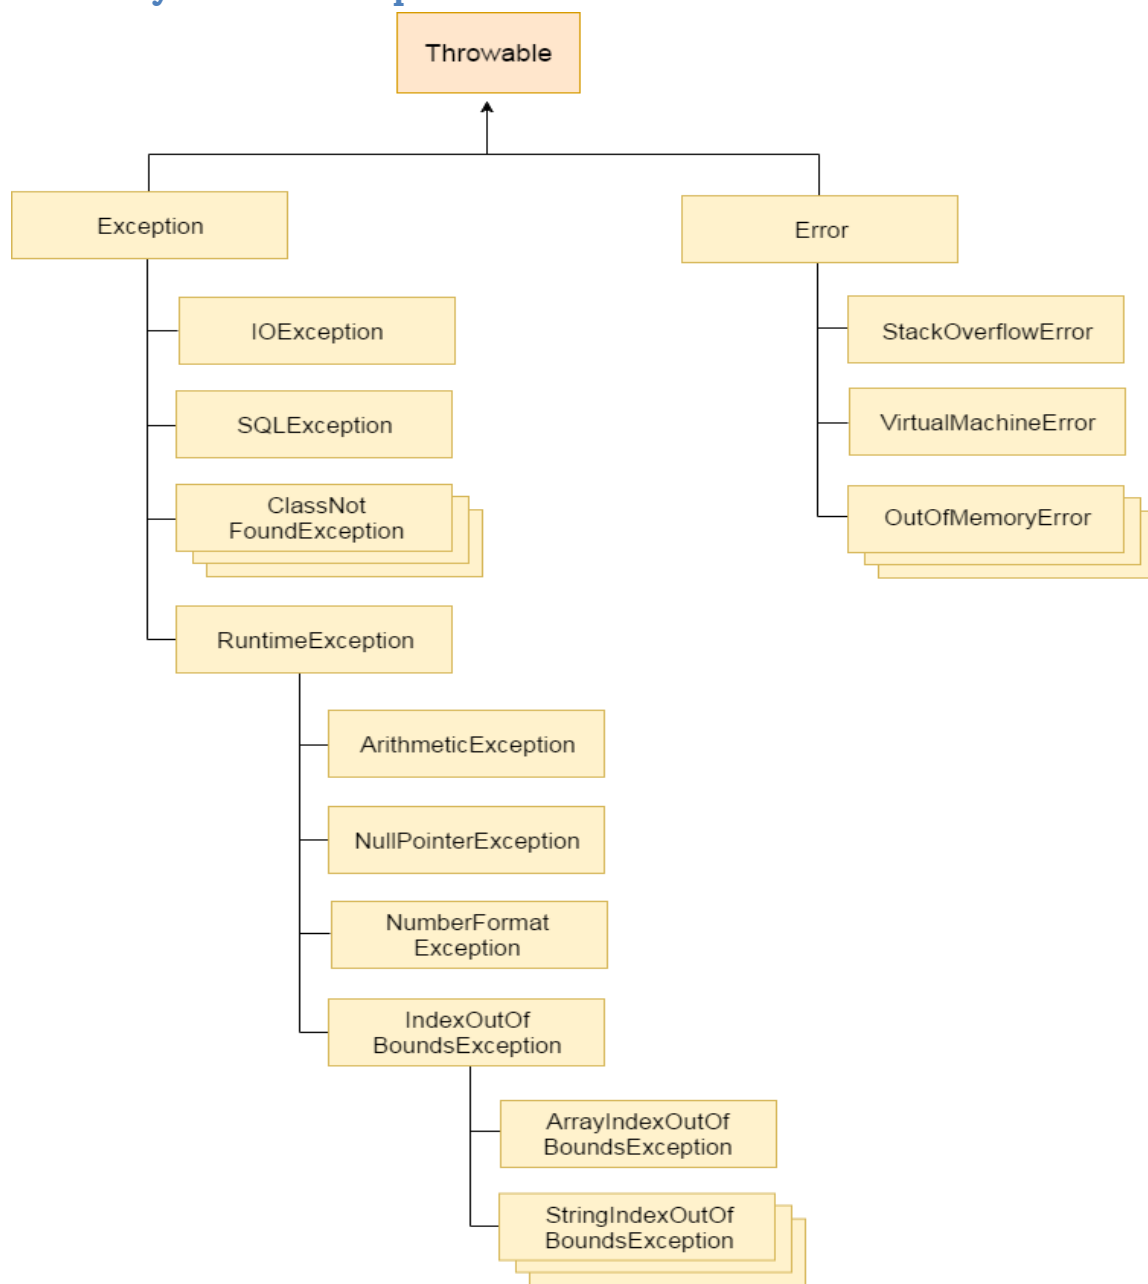 Throwable
Exception
Error
IOException
StackOverflowError
SQLException
VirtualMachineError
ClassNot
FoundException
OutOfMemoryError
RuntimeException
ArithmeticException
NullPointerException
NumberFormat
Exception
IndexOutOf
BoundsException
ArrayIndexOutOf
BoundsException
StringIndexOutOf
BoundsException